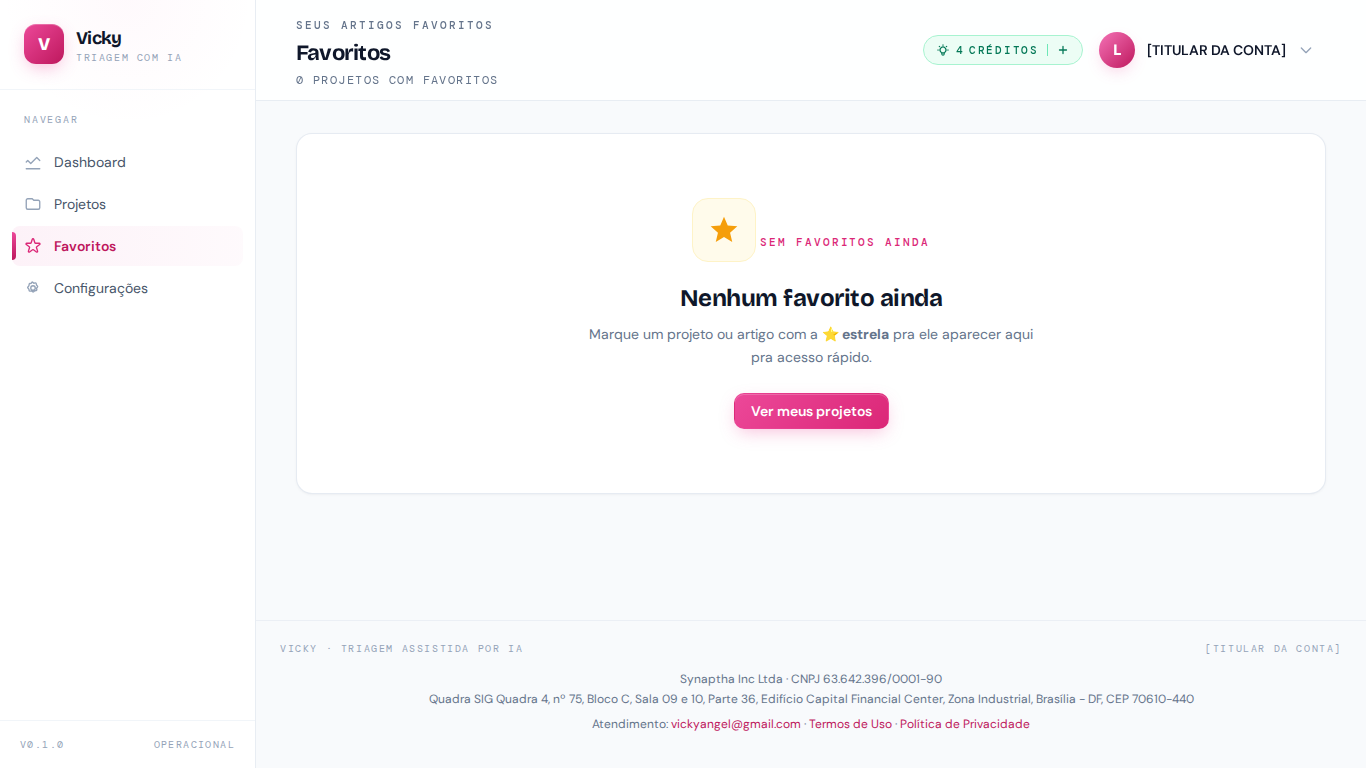 V
Vicky
TRIAGEM COM IA
NAVEGAR
Dashboard
Projetos
Favoritos
Configurações
V0.1.0
OPERACIONAL
SEUS ARTIGOS FAVORITOS
Favoritos
0 PROJETOS COM FAVORITOS
4 CRÉDITOS +
L
[TITULAR DA CONTA]
SEM FAVORITOS AINDA
Nenhum favorito ainda
Marque um projeto ou artigo com a ⭐ estrela pra ele aparecer aqui
pra acesso rápido.
Ver meus projetos
VICKY · TRIAGEM ASSISTIDA POR IA
[TITULAR DA CONTA]
Synaptha Inc Ltda · CNPJ 63.642.396/0001-90
Quadra SIG Quadra 4, nº 75, Bloco C, Sala 09 e 10, Parte 36, Edifício Capital Financial Center, Zona Industrial, Brasília - DF, CEP 70610-440
Atendimento: vickyangel@gmail.com · Termos de Uso · Política de Privacidade